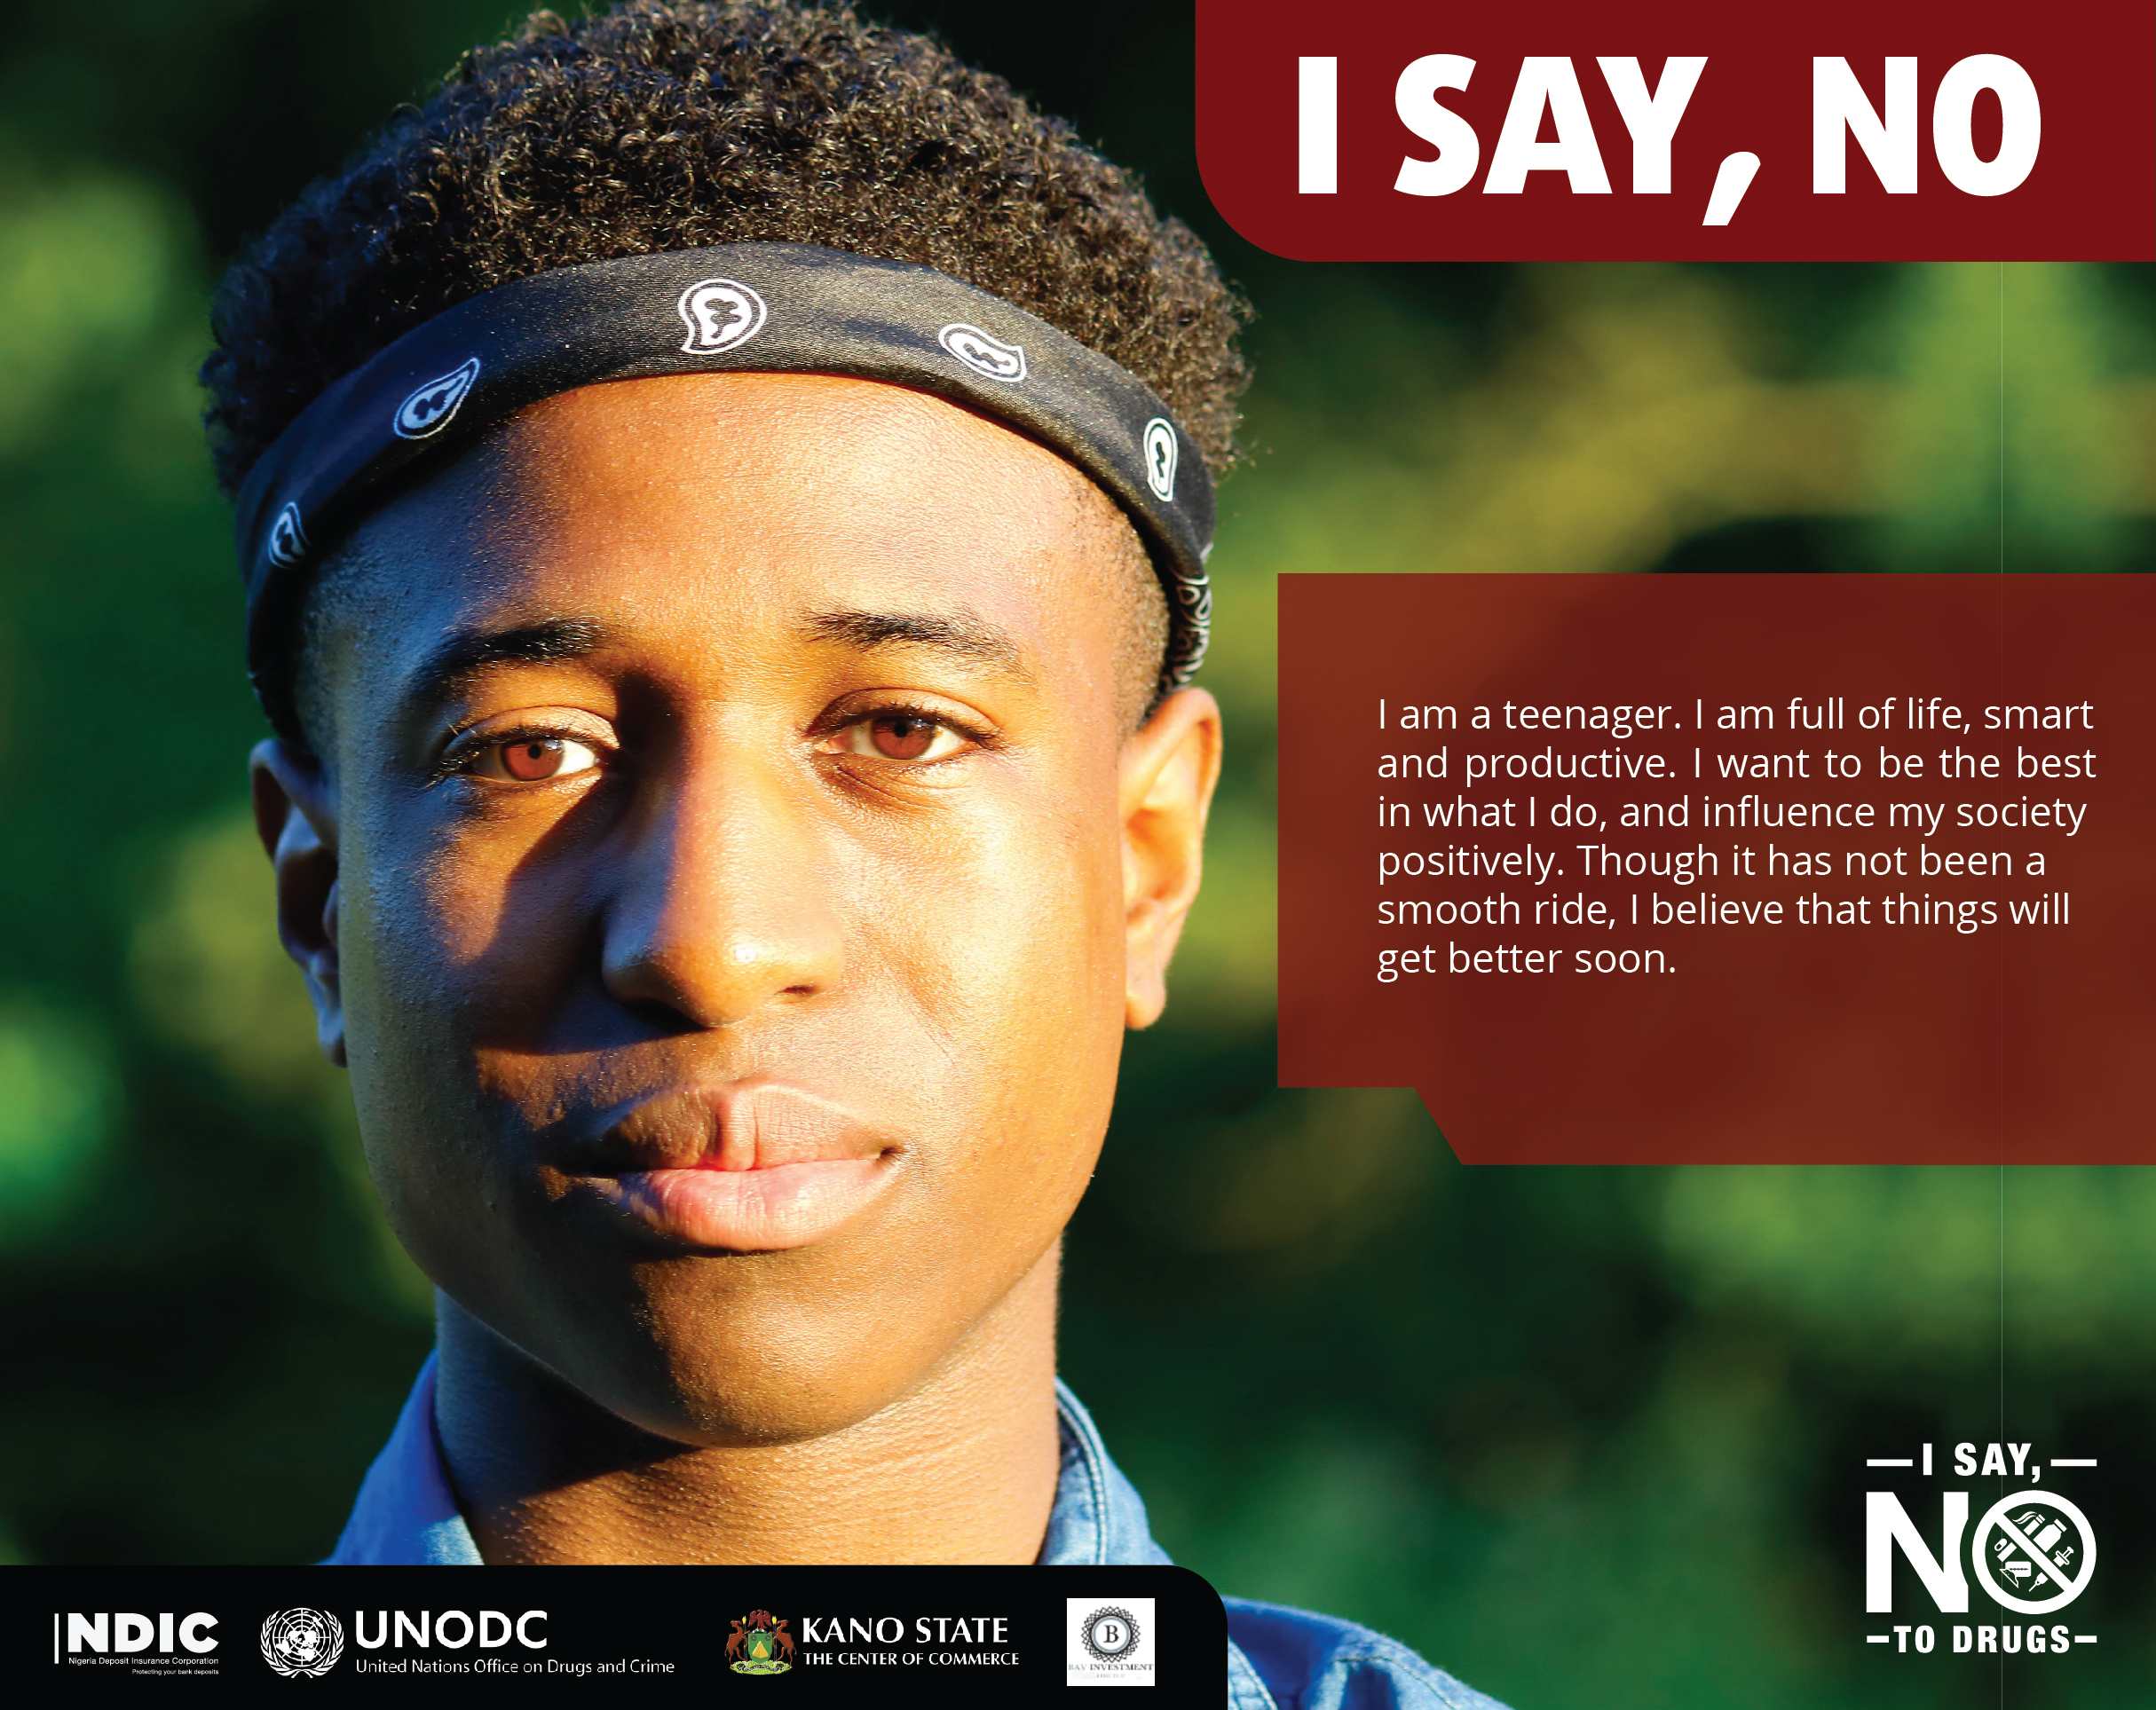 I SAY, NO
I am a teenager. I am full of life, smart
and productive. I want to be the best
in what I do, and influence my society
positively. Though it has not been a
smooth ride, I believe that things will
get better soon.
I SAY,
NO
TO DRUGS
NDIC
Nigeria Deposit Insurance Corporation
Protecting your bank deposits
UNODC
United Nations Office on Drugs and Crime
KANO STATE
THE CENTER OF COMMERCE
B
BAV INVESTMENT